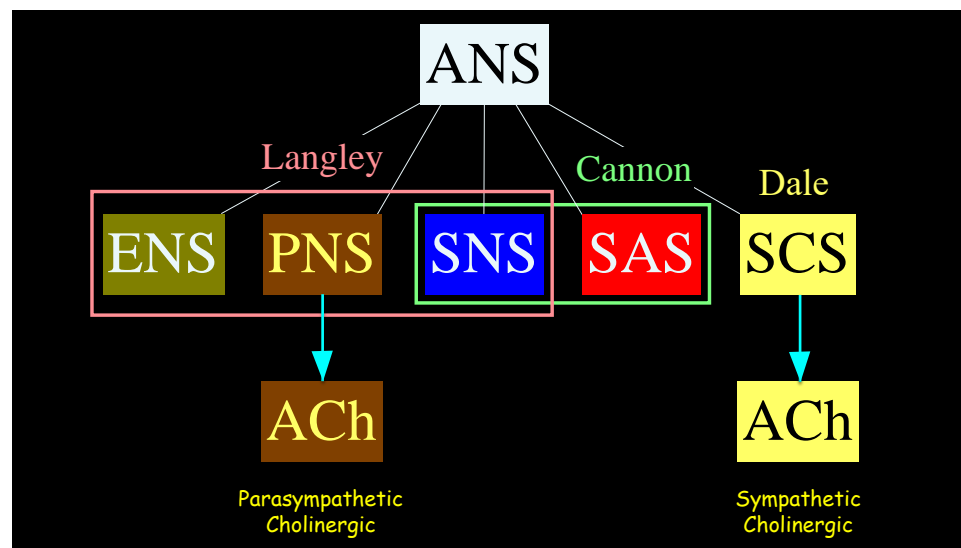 ANS
Langley
Cannon
Dale
ENS PNS SNS SAS SCS
ACh ACh
Parasympathetic
Cholinergic
Sympathetic
Cholinergic